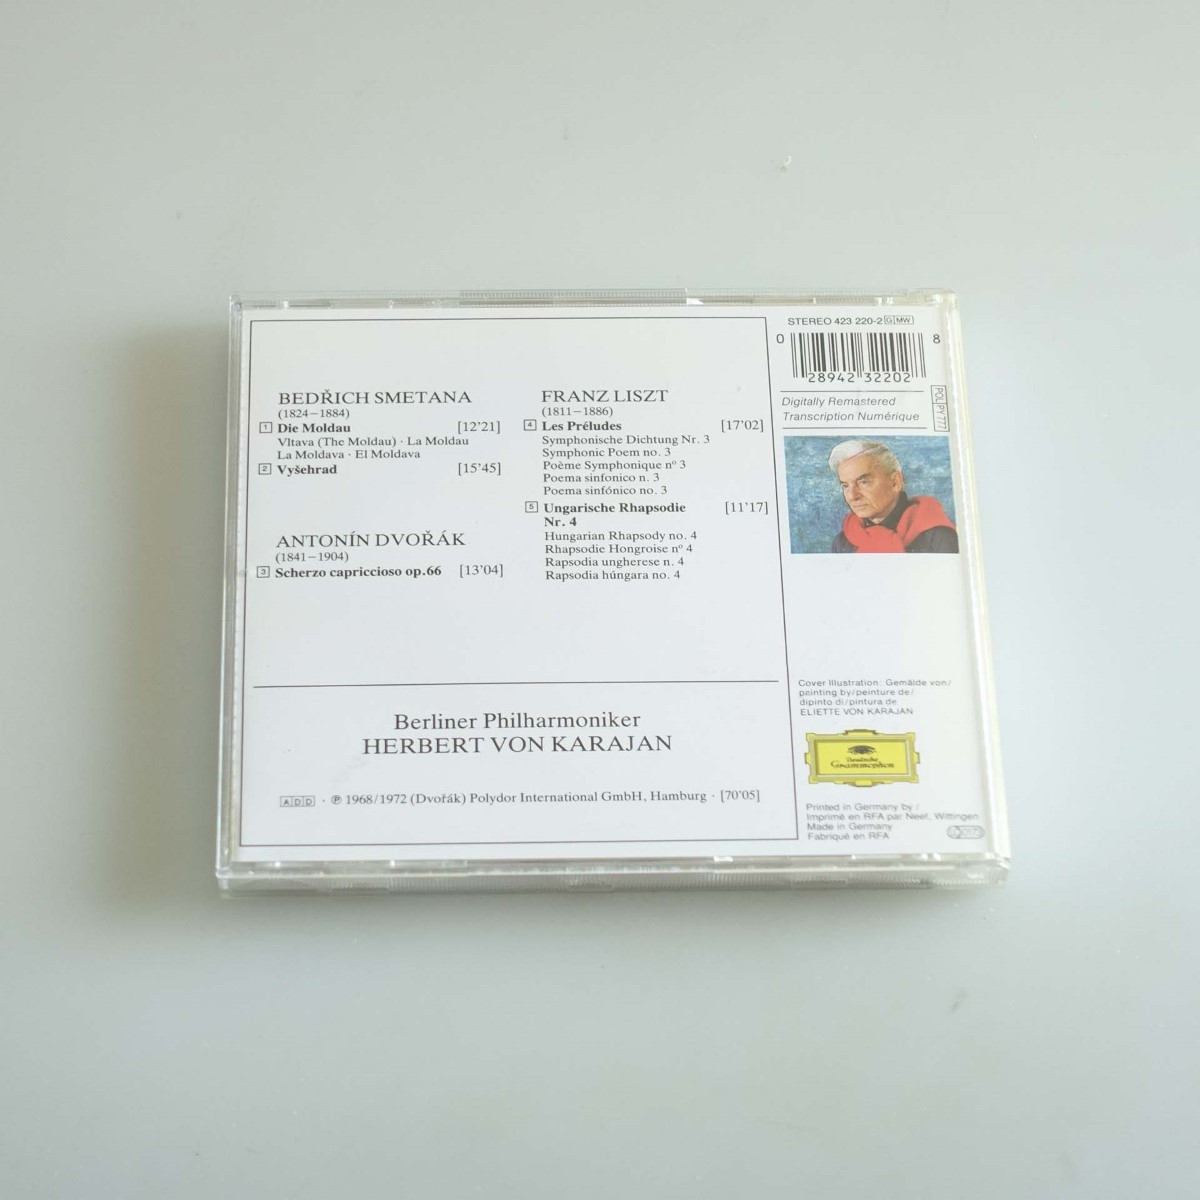 BEDŘICH SMETANA
(1824–1884)
1 Die Moldau [12'21]
Vltava (The Moldau) · La Moldau
La Moldava · El Moldava
2 Vyšehrad [15'45]
ANTONÍN DVOŘÁK
(1841–1904)
3 Scherzo capriccioso op.66 [13'04]
FRANZ LISZT
(1811–1886)
4 Les Préludes [17'02]
Symphonische Dichtung Nr. 3
Symphonic Poem no. 3
Poème Symphonique nº 3
Poema sinfonico n. 3
Poema sinfónico no. 3
5 Ungarische Rhapsodie [11'17]
Nr. 4
Hungarian Rhapsody no. 4
Rhapsodie Hongroise nº 4
Rapsodia ungherese n. 4
Rapsodia húngara no. 4
Berliner Philharmoniker
HERBERT VON KARAJAN
ADD · ℗ 1968/1972 (Dvořák) Polydor International GmbH, Hamburg · [70'05]
STEREO 423 220-2 G MW
0 28942 32202 8
POL PY 777
Digitally Remastered
Transcription Numérique
Cover Illustration: Gemälde von/
painting by/peinture de/
dipinto di/pintura de
ELIETTE VON KARAJAN
Deutsche
Grammophon
Printed in Germany by/
Imprimé en RFA par Neef, Wittingen
Made in Germany
Fabriqué en RFA